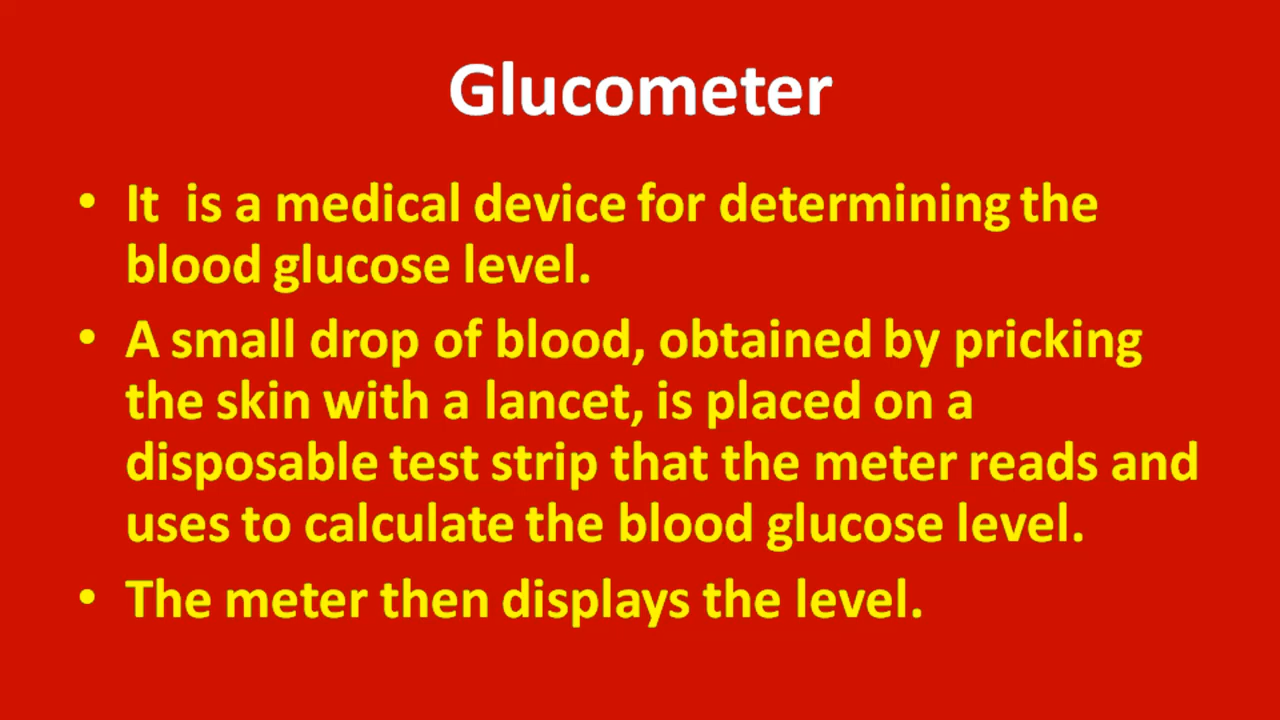 Glucometer
• It  is a medical device for determining the
blood glucose level.
• A small drop of blood, obtained by pricking
the skin with a lancet, is placed on a
disposable test strip that the meter reads and
uses to calculate the blood glucose level.
• The meter then displays the level.